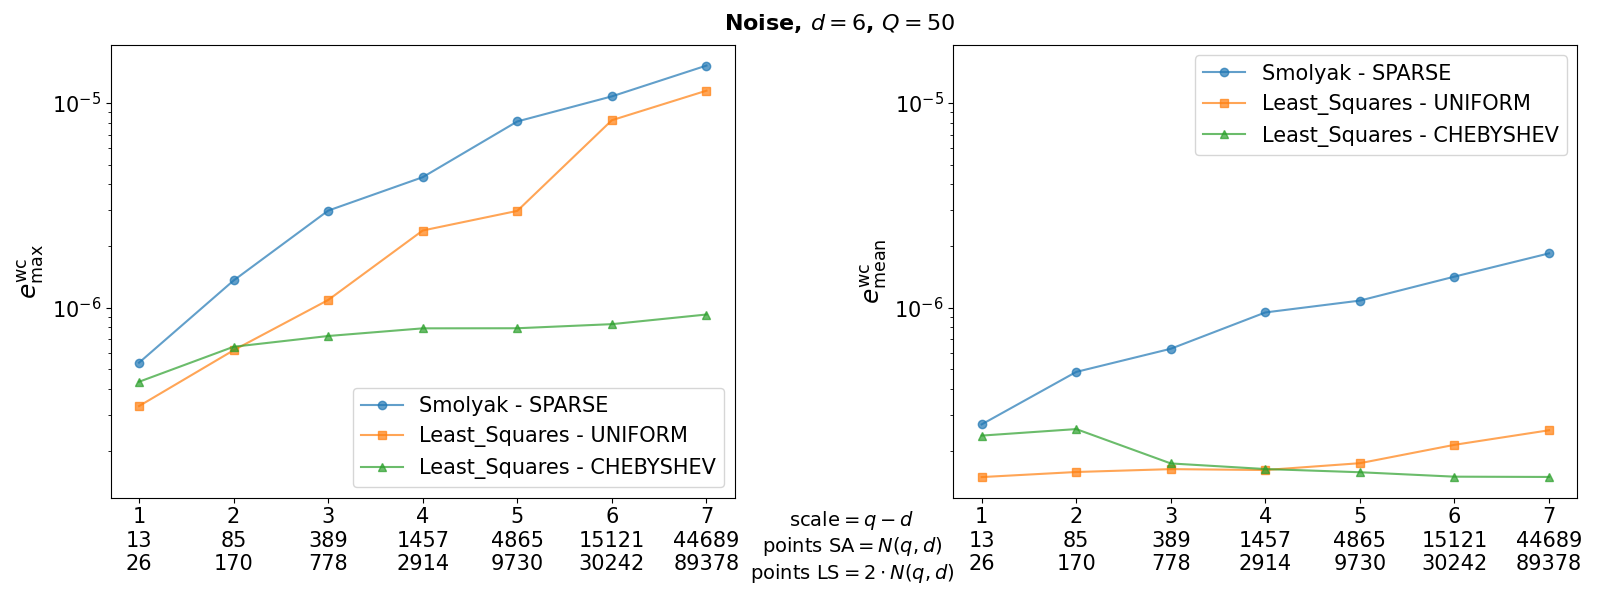 Noise, d = 6, Q = 50
e^wc_max
10^−5
10^−6
Smolyak - SPARSE
Least_Squares - UNIFORM
Least_Squares - CHEBYSHEV
1 2 3 4 5 6 7
13 85 389 1457 4865 15121 44689
26 170 778 2914 9730 30242 89378
scale = q − d
points SA = N(q, d)
points LS = 2 · N(q, d)
e^wc_mean
10^−5
10^−6
Smolyak - SPARSE
Least_Squares - UNIFORM
Least_Squares - CHEBYSHEV
1 2 3 4 5 6 7
13 85 389 1457 4865 15121 44689
26 170 778 2914 9730 30242 89378